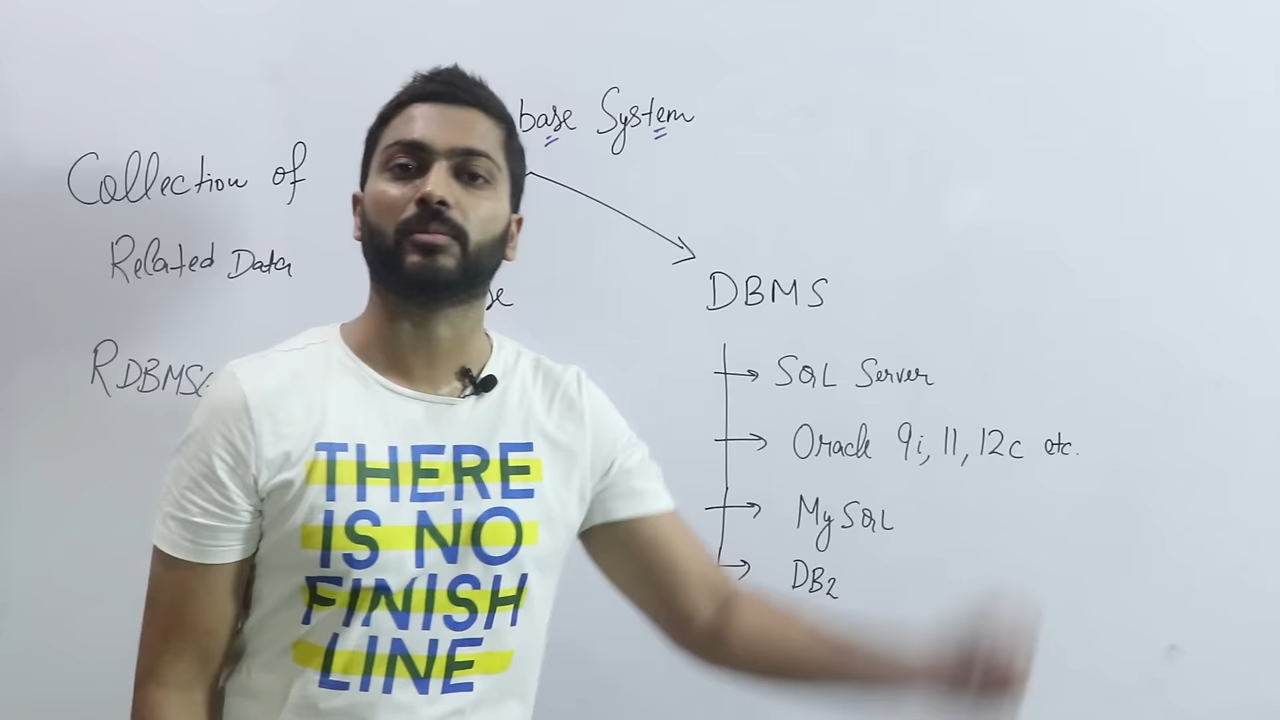 base System
Collection of
Related Data
se
RDBMS
DBMS
SQL Server
Oracle 9i, 11, 12c etc.
MySQL
DB2
THERE
IS NO
FINISH
LINE